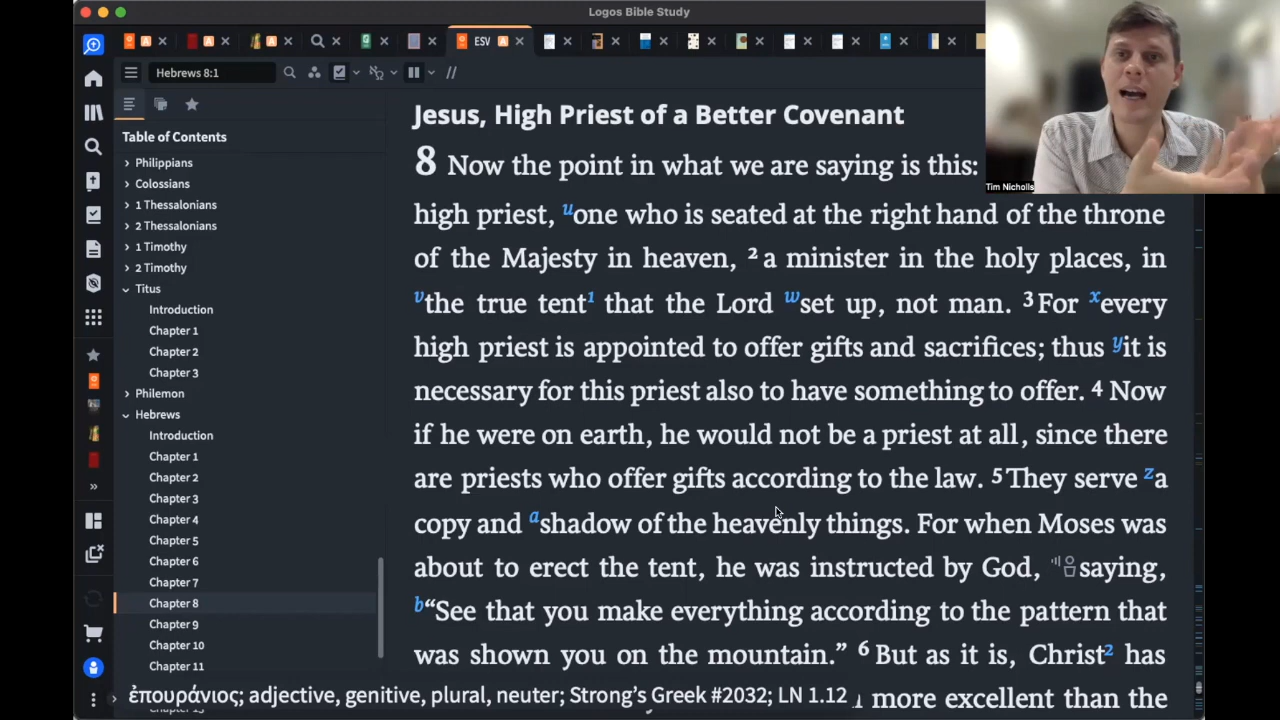 Logos Bible Study
A
A
A
G
ESV A
Hebrews 8:1
Table of Contents
Philippians
Colossians
1 Thessalonians
2 Thessalonians
1 Timothy
2 Timothy
Titus
Introduction
Chapter 1
Chapter 2
Chapter 3
Philemon
Hebrews
Introduction
Chapter 1
Chapter 2
Chapter 3
Chapter 4
Chapter 5
Chapter 6
Chapter 7
Chapter 8
Chapter 9
Chapter 10
Chapter 11
Jesus, High Priest of a Better Covenant
8 Now the point in what we are saying is this:
high priest, u one who is seated at the right hand of the throne
of the Majesty in heaven, 2 a minister in the holy places, in
v the true tent1 that the Lord w set up, not man. 3 For x every
high priest is appointed to offer gifts and sacrifices; thus y it is
necessary for this priest also to have something to offer. 4 Now
if he were on earth, he would not be a priest at all, since there
are priests who offer gifts according to the law. 5 They serve z a
copy and a shadow of the heavenly things. For when Moses was
about to erect the tent, he was instructed by God, saying,
b “See that you make everything according to the pattern that
was shown you on the mountain.” 6 But as it is, Christ2 has
more excellent than the
ἐπουράνιος; adjective, genitive, plural, neuter; Strong’s Greek #2032; LN 1.12
Tim Nicholls